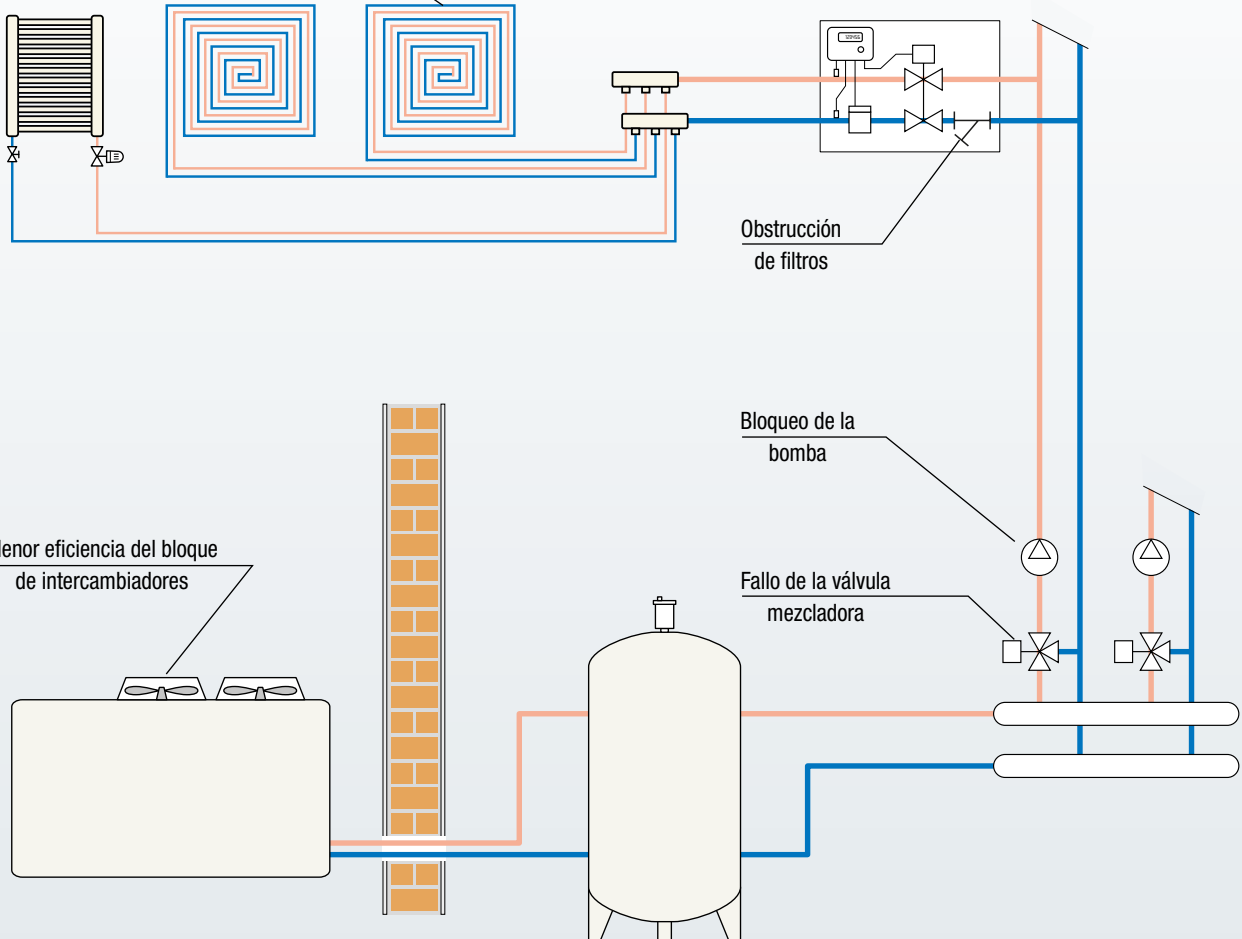 Obstrucción
de filtros
Bloqueo de la
bomba
enor eficiencia del bloque
de intercambiadores
Fallo de la válvula
mezcladora